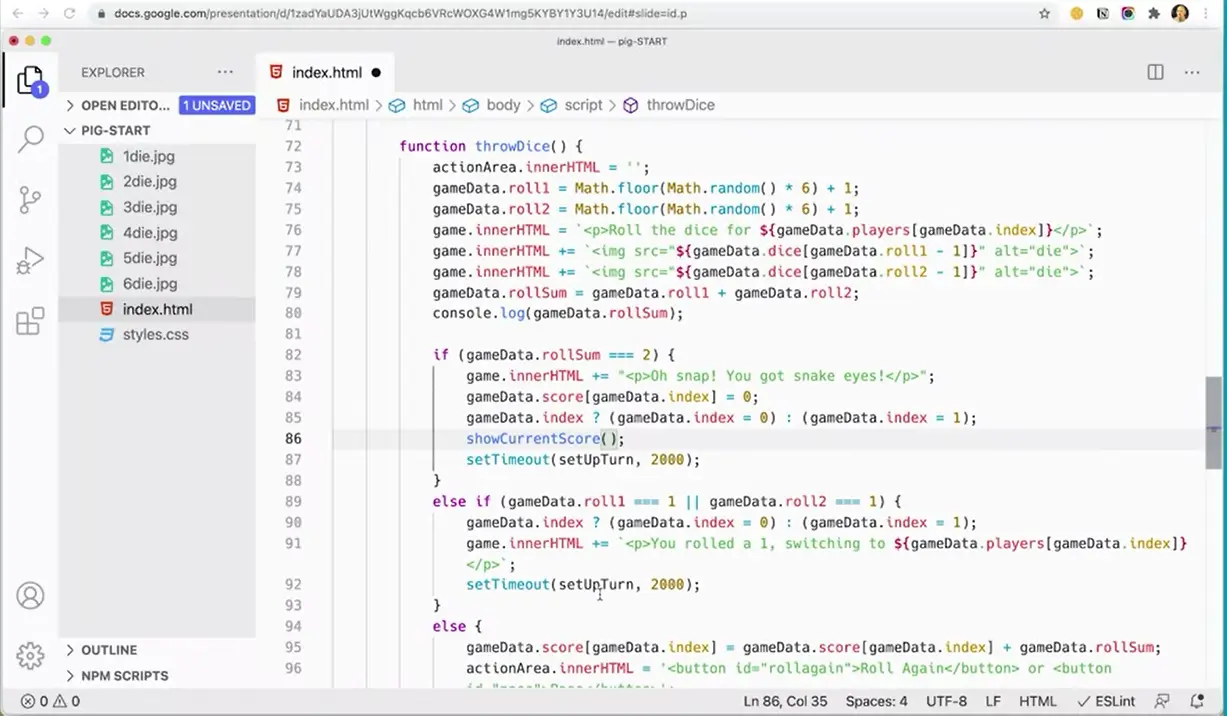 docs.google.com/presentation/d/1zadYaUDA3jUtWggKqcb6VRcWOXG4W1mg5KYBY1Y3U14/edit#slide=id.p
index.html — pig-START
EXPLORER
index.html
OPEN EDITO... 1 UNSAVED
index.html > html > body > script > throwDice
PIG-START
1die.jpg
2die.jpg
3die.jpg
4die.jpg
5die.jpg
6die.jpg
index.html
styles.css
OUTLINE
NPM SCRIPTS
1
71
72 function throwDice() {
73 actionArea.innerHTML = '';
74 gameData.roll1 = Math.floor(Math.random() * 6) + 1;
75 gameData.roll2 = Math.floor(Math.random() * 6) + 1;
76 game.innerHTML = `<p>Roll the dice for ${gameData.players[gameData.index]}</p>`;
77 game.innerHTML += `<img src="${gameData.dice[gameData.roll1 - 1]}" alt="die">`;
78 game.innerHTML += `<img src="${gameData.dice[gameData.roll2 - 1]}" alt="die">`;
79 gameData.rollSum = gameData.roll1 + gameData.roll2;
80 console.log(gameData.rollSum);
81
82 if (gameData.rollSum === 2) {
83 game.innerHTML += "<p>Oh snap! You got snake eyes!</p>";
84 gameData.score[gameData.index] = 0;
85 gameData.index ? (gameData.index = 0) : (gameData.index = 1);
86 showCurrentScore();
87 setTimeout(setUpTurn, 2000);
88 }
89 else if (gameData.roll1 === 1 || gameData.roll2 === 1) {
90 gameData.index ? (gameData.index = 0) : (gameData.index = 1);
91 game.innerHTML += `<p>You rolled a 1, switching to ${gameData.players[gameData.index]}
</p>`;
92 setTimeout(setUpTurn, 2000);
93 }
94 else {
95 gameData.score[gameData.index] = gameData.score[gameData.index] + gameData.rollSum;
96 actionArea.innerHTML = '<button id="rollagain">Roll Again</button> or <button
0 0 Ln 86, Col 35 Spaces: 4 UTF-8 LF HTML ESLint